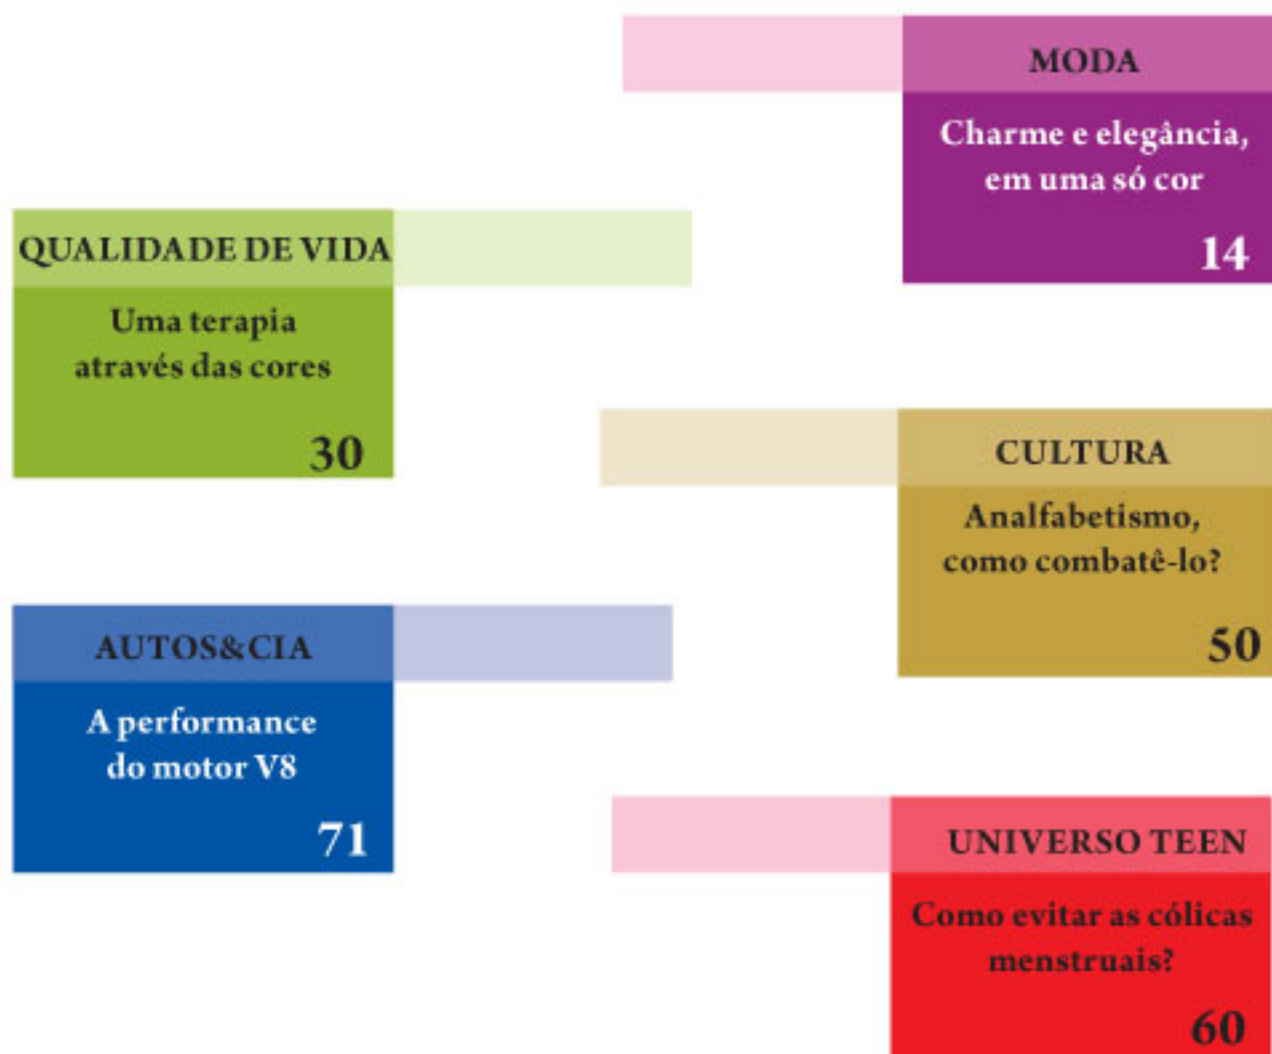 MODA
Charme e elegância,
em uma só cor
14
QUALIDADE DE VIDA
Uma terapia
através das cores
30
CULTURA
Analfabetismo,
como combatê-lo?
50
AUTOS&CIA
A performance
do motor V8
71
UNIVERSO TEEN
Como evitar as cólicas
menstruais?
60